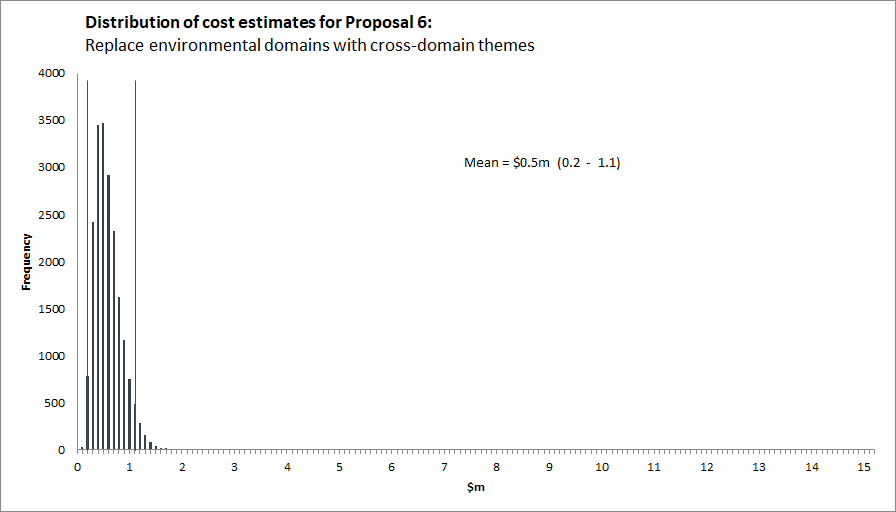 Distribution of cost estimates for Proposal 6:
Replace environmental domains with cross-domain themes
4000
3500
3000
2500
2000
1500
1000
500
0
Frequency
Mean = $0.5m (0.2 - 1.1)
0 1 2 3 4 5 6 7 8 9 10 11 12 13 14 15
$m